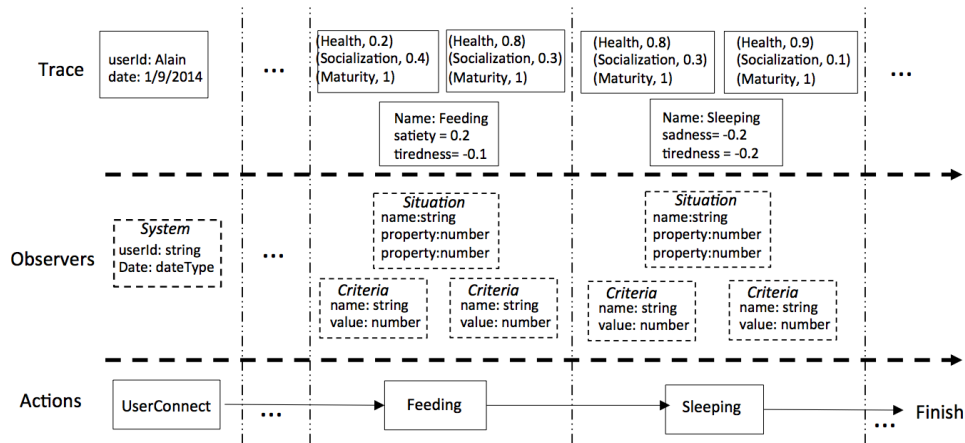 Trace
userId: Alain
date: 1/9/2014
...
(Health, 0.2)
(Socialization, 0.4)
(Maturity, 1)
(Health, 0.8)
(Socialization, 0.3)
(Maturity, 1)
(Health, 0.8)
(Socialization, 0.3)
(Maturity, 1)
(Health, 0.9)
(Socialization, 0.1)
(Maturity, 1)
...
Name: Feeding
satiety = 0.2
tiredness= -0.1
Name: Sleeping
sadness= -0.2
tiredness = -0.2
Observers
System
userId: string
Date: dateType
...
Situation
name:string
property:number
property:number
Situation
name:string
property:number
property:number
Criteria
name: string
value: number
Criteria
name: string
value: number
Criteria
name: string
value: number
Criteria
name: string
value: number
Actions
UserConnect
...
Feeding
Sleeping
...
Finish